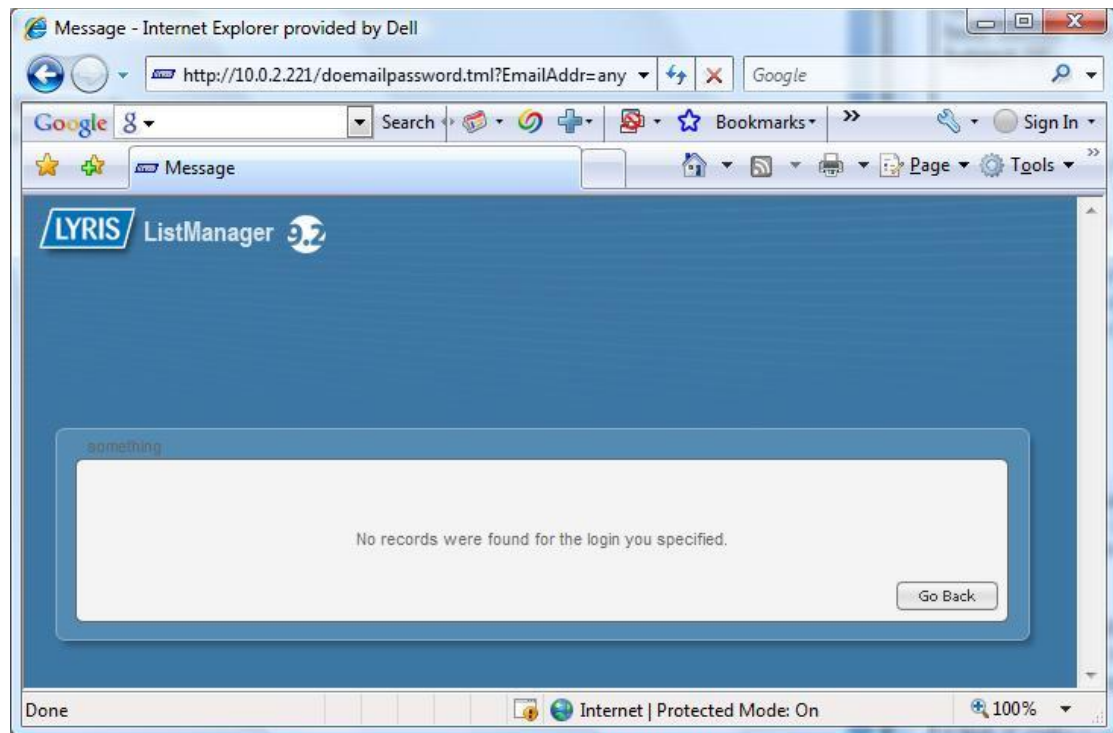 Message - Internet Explorer provided by Dell
http://10.0.2.221/doemailpassword.tml?EmailAddr=any
Google
Google
Search
Bookmarks
»
Sign In
Message
Page
Tools
»
LYRIS ListManager 9.2
something
No records were found for the login you specified.
Go Back
Done
Internet | Protected Mode: On
100%